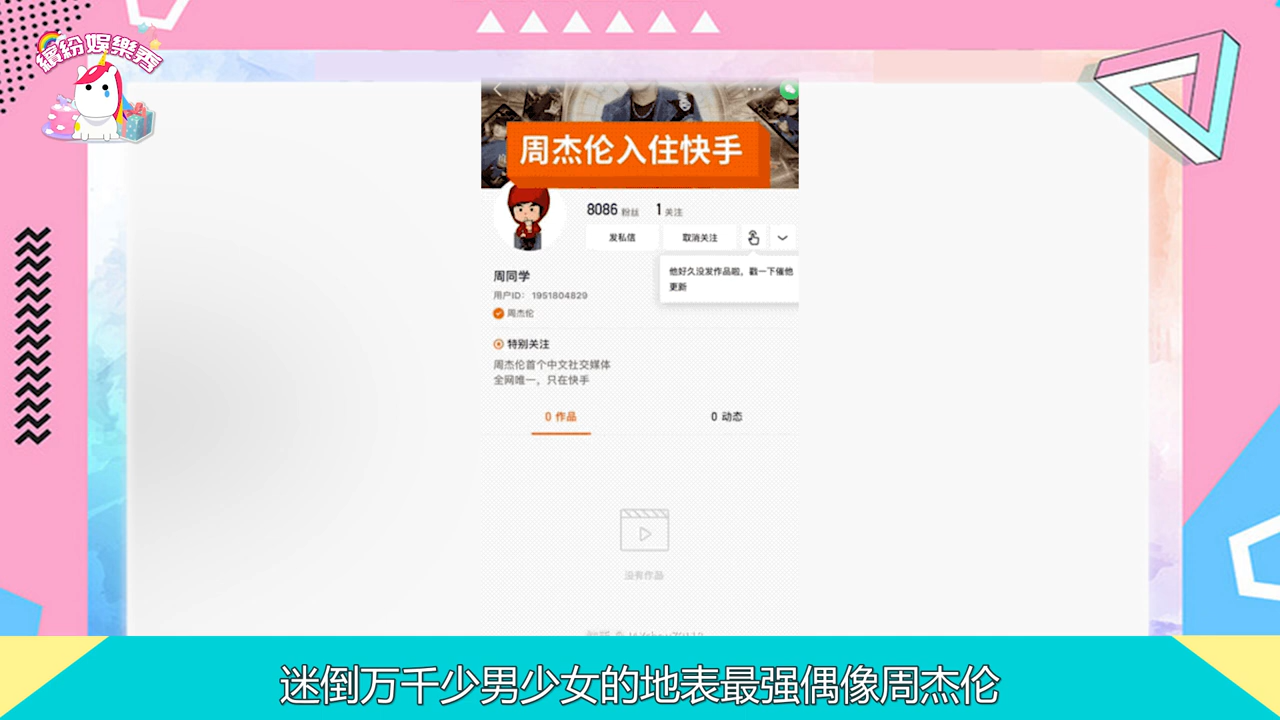 繽紛娛樂秀
周杰伦入住快手
8086 粉丝 1 关注
发私信 取消关注
他好久没发作品啦，戳一下催他
更新
周同学
用户ID： 1951804829
周杰伦
特别关注
周杰伦首个中文社交媒体
全网唯一，只在快手
0 作品 0 动态
没有作品
迷倒万千少男少女的地表最强偶像周杰伦